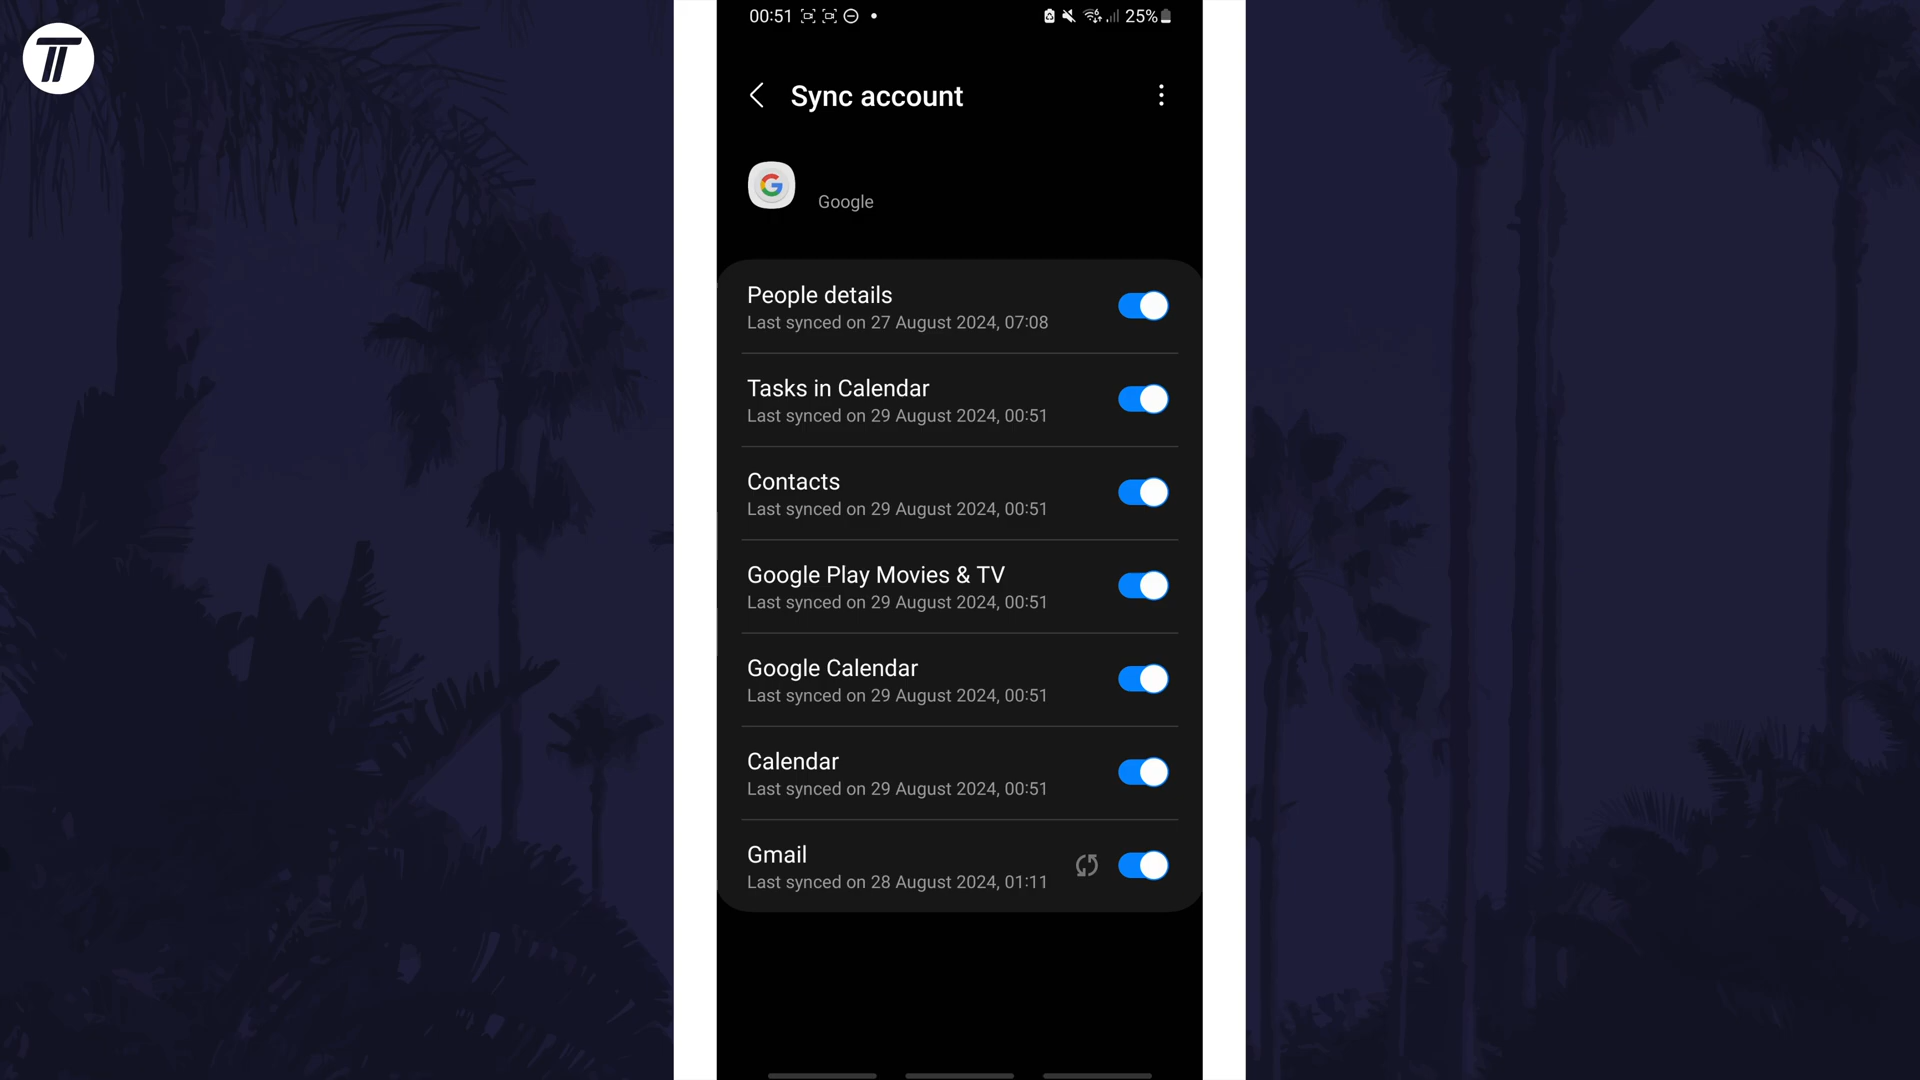 00:51
25%
Sync account
Google
People details
Last synced on 27 August 2024, 07:08
Tasks in Calendar
Last synced on 29 August 2024, 00:51
Contacts
Last synced on 29 August 2024, 00:51
Google Play Movies & TV
Last synced on 29 August 2024, 00:51
Google Calendar
Last synced on 29 August 2024, 00:51
Calendar
Last synced on 29 August 2024, 00:51
Gmail
Last synced on 28 August 2024, 01:11